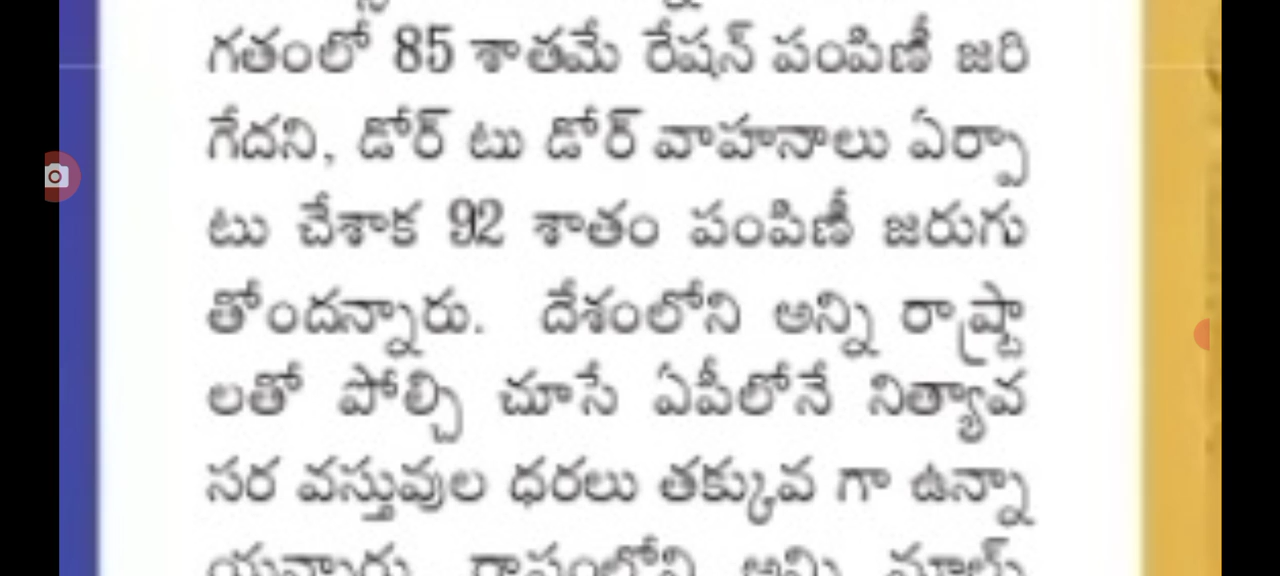 గతంలో 85 శాతమే రేషన్ పంపిణీ జరి
గేదని, డోర్ టు డోర్ వాహనాలు ఏర్పా
టు చేశాక 92 శాతం పంపిణీ జరుగు
తోందన్నారు. దేశంలోని అన్ని రాష్ట్రా
లతో పోల్చి చూసే ఏపీలోనే నిత్యావ
సర వస్తువుల ధరలు తక్కువ గా ఉన్నా